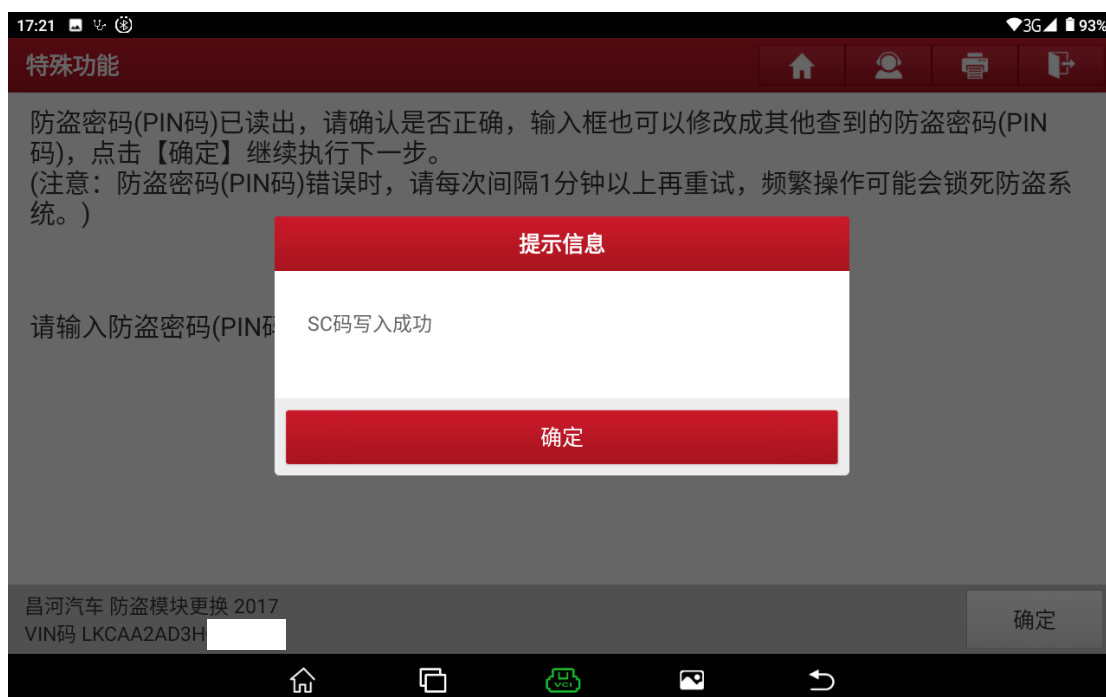 17:21
3G
93%
特殊功能
防盗密码(PIN码)已读出，请确认是否正确，输入框也可以修改成其他查到的防盗密码(PIN
码)，点击【确定】继续执行下一步。
(注意：防盗密码(PIN码)错误时，请每次间隔1分钟以上再重试，频繁操作可能会锁死防盗系
统。)
提示信息
请输入防盗密码(PIN码
SC码写入成功
确定
昌河汽车 防盗模块更换 2017
VIN码 LKCAA2AD3H
确定
VCI